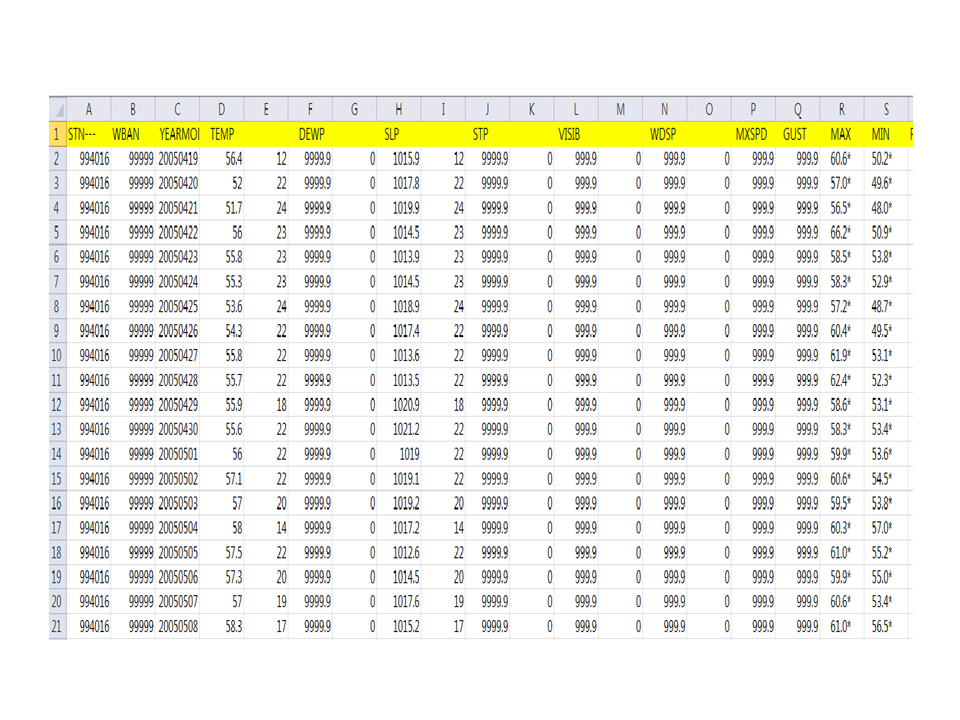 A B C D E F G H I J K L M N O P Q R S
1 STN--- WBAN YEARMOI TEMP DEWP SLP STP VISIB WDSP MXSPD GUST MAX MIN F
2 994016 99999 20050419 56.4 12 9999.9 0 1015.9 12 9999.9 0 999.9 0 999.9 0 999.9 999.9 60.6* 50.2*
3 994016 99999 20050420 52 22 9999.9 0 1017.8 22 9999.9 0 999.9 0 999.9 0 999.9 999.9 57.0* 49.6*
4 994016 99999 20050421 51.7 24 9999.9 0 1019.9 24 9999.9 0 999.9 0 999.9 0 999.9 999.9 56.5* 48.0*
5 994016 99999 20050422 56 23 9999.9 0 1014.5 23 9999.9 0 999.9 0 999.9 0 999.9 999.9 66.2* 50.9*
6 994016 99999 20050423 55.8 23 9999.9 0 1013.9 23 9999.9 0 999.9 0 999.9 0 999.9 999.9 58.5* 53.8*
7 994016 99999 20050424 55.3 23 9999.9 0 1014.5 23 9999.9 0 999.9 0 999.9 0 999.9 999.9 58.3* 52.9*
8 994016 99999 20050425 53.6 24 9999.9 0 1018.9 24 9999.9 0 999.9 0 999.9 0 999.9 999.9 57.2* 48.7*
9 994016 99999 20050426 54.3 22 9999.9 0 1017.4 22 9999.9 0 999.9 0 999.9 0 999.9 999.9 60.4* 49.5*
10 994016 99999 20050427 55.8 22 9999.9 0 1013.6 22 9999.9 0 999.9 0 999.9 0 999.9 999.9 61.9* 53.1*
11 994016 99999 20050428 55.7 22 9999.9 0 1013.5 22 9999.9 0 999.9 0 999.9 0 999.9 999.9 62.4* 52.3*
12 994016 99999 20050429 55.9 18 9999.9 0 1020.9 18 9999.9 0 999.9 0 999.9 0 999.9 999.9 58.6* 53.1*
13 994016 99999 20050430 55.6 22 9999.9 0 1021.2 22 9999.9 0 999.9 0 999.9 0 999.9 999.9 58.3* 53.4*
14 994016 99999 20050501 56 22 9999.9 0 1019 22 9999.9 0 999.9 0 999.9 0 999.9 999.9 59.9* 53.6*
15 994016 99999 20050502 57.1 22 9999.9 0 1019.1 22 9999.9 0 999.9 0 999.9 0 999.9 999.9 60.6* 54.5*
16 994016 99999 20050503 57 20 9999.9 0 1019.2 20 9999.9 0 999.9 0 999.9 0 999.9 999.9 59.5* 53.8*
17 994016 99999 20050504 58 14 9999.9 0 1017.2 14 9999.9 0 999.9 0 999.9 0 999.9 999.9 60.3* 57.0*
18 994016 99999 20050505 57.5 22 9999.9 0 1012.6 22 9999.9 0 999.9 0 999.9 0 999.9 999.9 61.0* 55.2*
19 994016 99999 20050506 57.3 20 9999.9 0 1014.5 20 9999.9 0 999.9 0 999.9 0 999.9 999.9 59.9* 55.0*
20 994016 99999 20050507 57 19 9999.9 0 1017.6 19 9999.9 0 999.9 0 999.9 0 999.9 999.9 60.6* 53.4*
21 994016 99999 20050508 58.3 17 9999.9 0 1015.2 17 9999.9 0 999.9 0 999.9 0 999.9 999.9 61.0* 56.5*